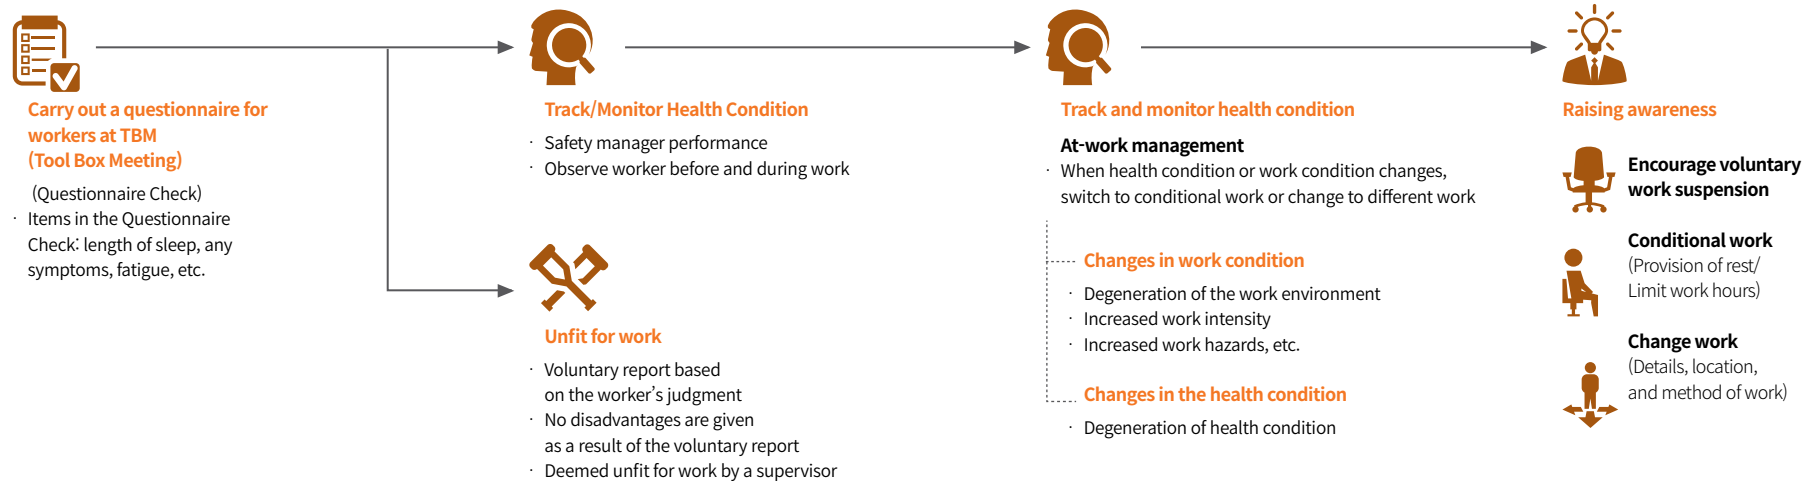 Carry out a questionnaire for
workers at TBM
(Tool Box Meeting)
(Questionnaire Check)
· Items in the Questionnaire
Check: length of sleep, any
symptoms, fatigue, etc.
Track/Monitor Health Condition
· Safety manager performance
· Observe worker before and during work
Unfit for work
· Voluntary report based
on the worker’s judgment
· No disadvantages are given
as a result of the voluntary report
· Deemed unfit for work by a supervisor
Track and monitor health condition
At-work management
· When health condition or work condition changes,
switch to conditional work or change to different work
Changes in work condition
· Degeneration of the work environment
· Increased work intensity
· Increased work hazards, etc.
Changes in the health condition
· Degeneration of health condition
Raising awareness
Encourage voluntary
work suspension
Conditional work
(Provision of rest/
Limit work hours)
Change work
(Details, location,
and method of work)